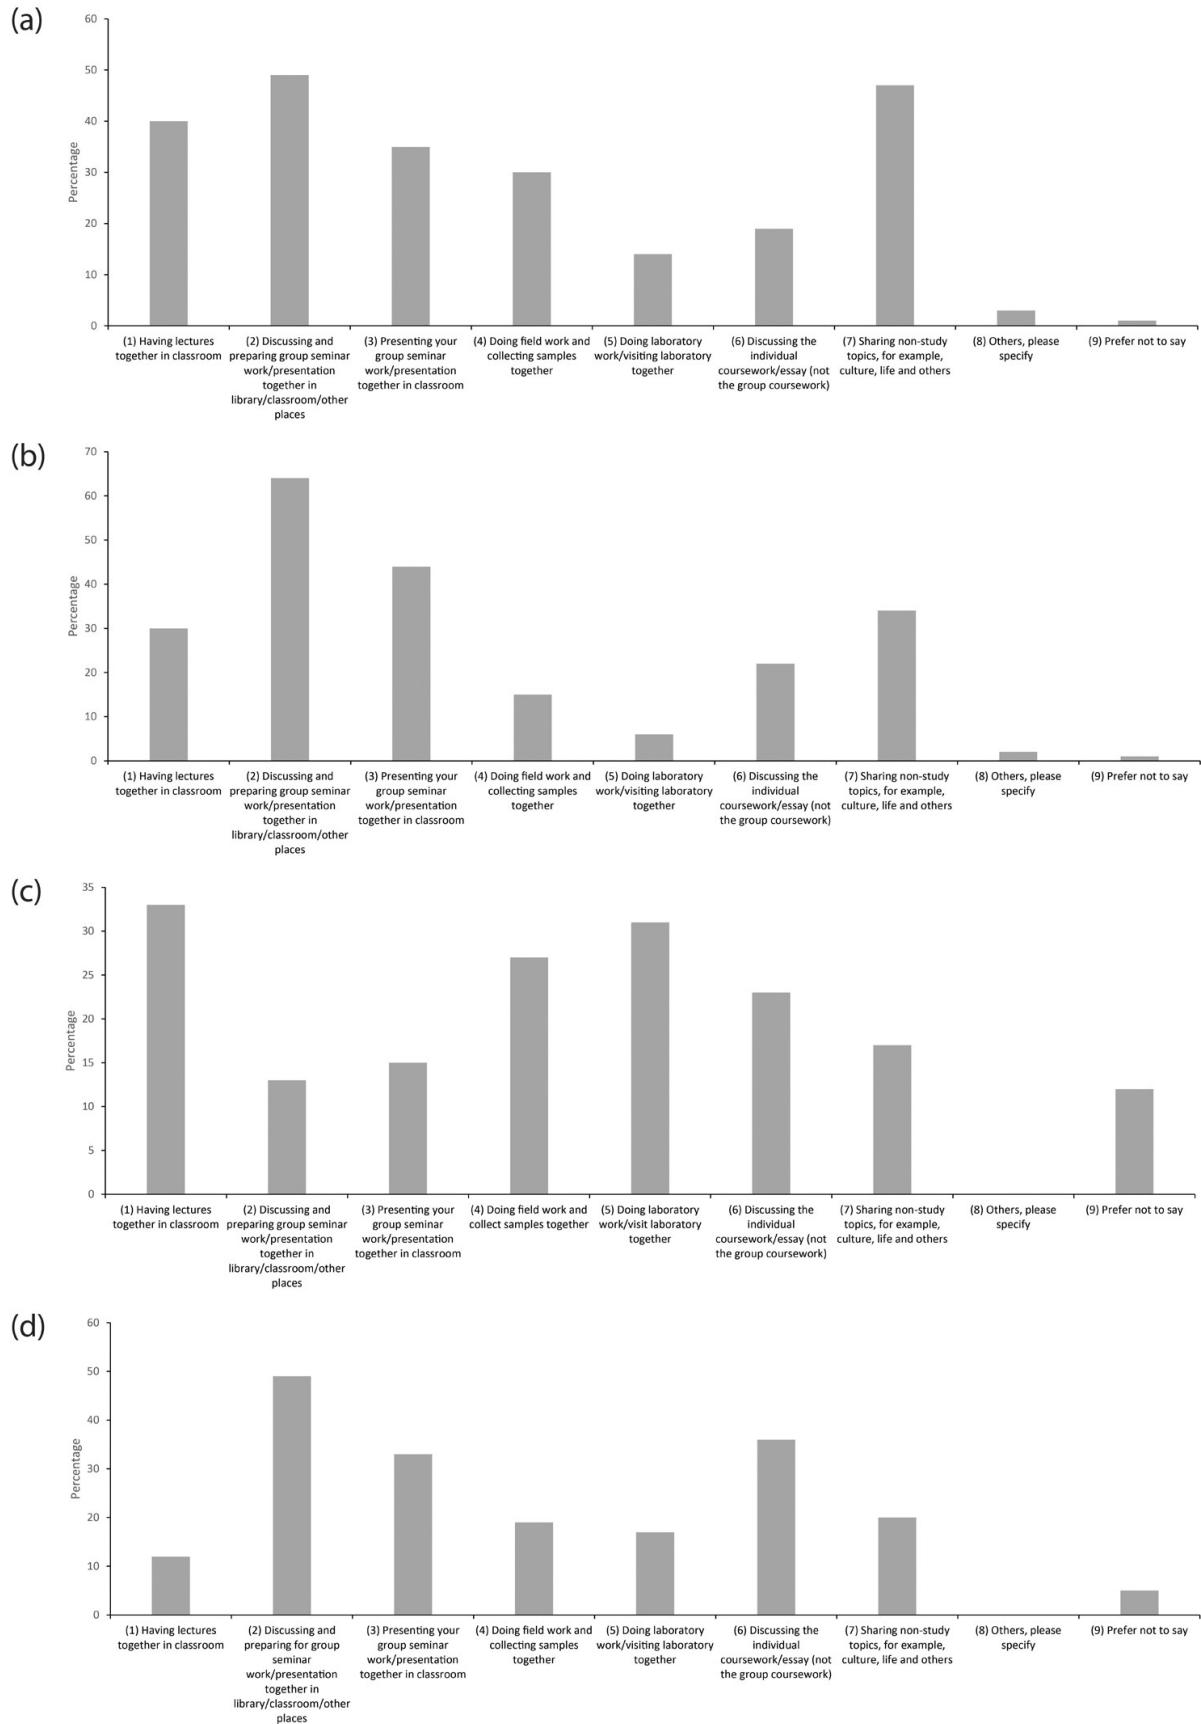 (a)
60
50
40
30
20
10
0
Percentage
(1) Having lectures
together in classroom
(2) Discussing and
preparing group seminar
work/presentation
together in
library/classroom/other
places
(3) Presenting your
group seminar
work/presentation
together in classroom
(4) Doing field work and
collecting samples
together
(5) Doing laboratory
work/visiting laboratory
together
(6) Discussing the
individual
coursework/essay (not
the group coursework)
(7) Sharing non-study
topics, for example,
culture, life and others
(8) Others, please
specify
(9) Prefer not to say
(b)
70
60
50
40
30
20
10
0
Percentage
(1) Having lectures
together in classroom
(2) Discussing and
preparing group seminar
work/presentation
together in
library/classroom/other
places
(3) Presenting your
group seminar
work/presentation
together in classroom
(4) Doing field work and
collecting samples
together
(5) Doing laboratory
work/visiting laboratory
together
(6) Discussing the
individual
coursework/essay (not
the group coursework)
(7) Sharing non-study
topics, for example,
culture, life and others
(8) Others, please
specify
(9) Prefer not to say
(c)
35
30
25
20
15
10
5
0
Percentage
(1) Having lectures
together in classroom
(2) Discussing and
preparing group seminar
work/presentation
together in
library/classroom/other
places
(3) Presenting your
group seminar
work/presentation
together in classroom
(4) Doing field work and
collect samples together
(5) Doing laboratory
work/visit laboratory
together
(6) Discussing the
individual
coursework/essay (not
the group coursework)
(7) Sharing non-study
topics, for example,
culture, life and others
(8) Others, please
specify
(9) Prefer not to say
(d)
60
50
40
30
20
10
0
Percentage
(1) Having lectures
together in classroom
(2) Discussing and
preparing for group
seminar
work/presentation
together in
library/classroom/other
places
(3) Presenting your
group seminar
work/presentation
together in classroom
(4) Doing field work and
collecting samples
together
(5) Doing laboratory
work/visiting laboratory
together
(6) Discussing the
individual
coursework/essay (not
the group coursework)
(7) Sharing non-study
topics, for example,
culture, life and others
(8) Others, please
specify
(9) Prefer not to say